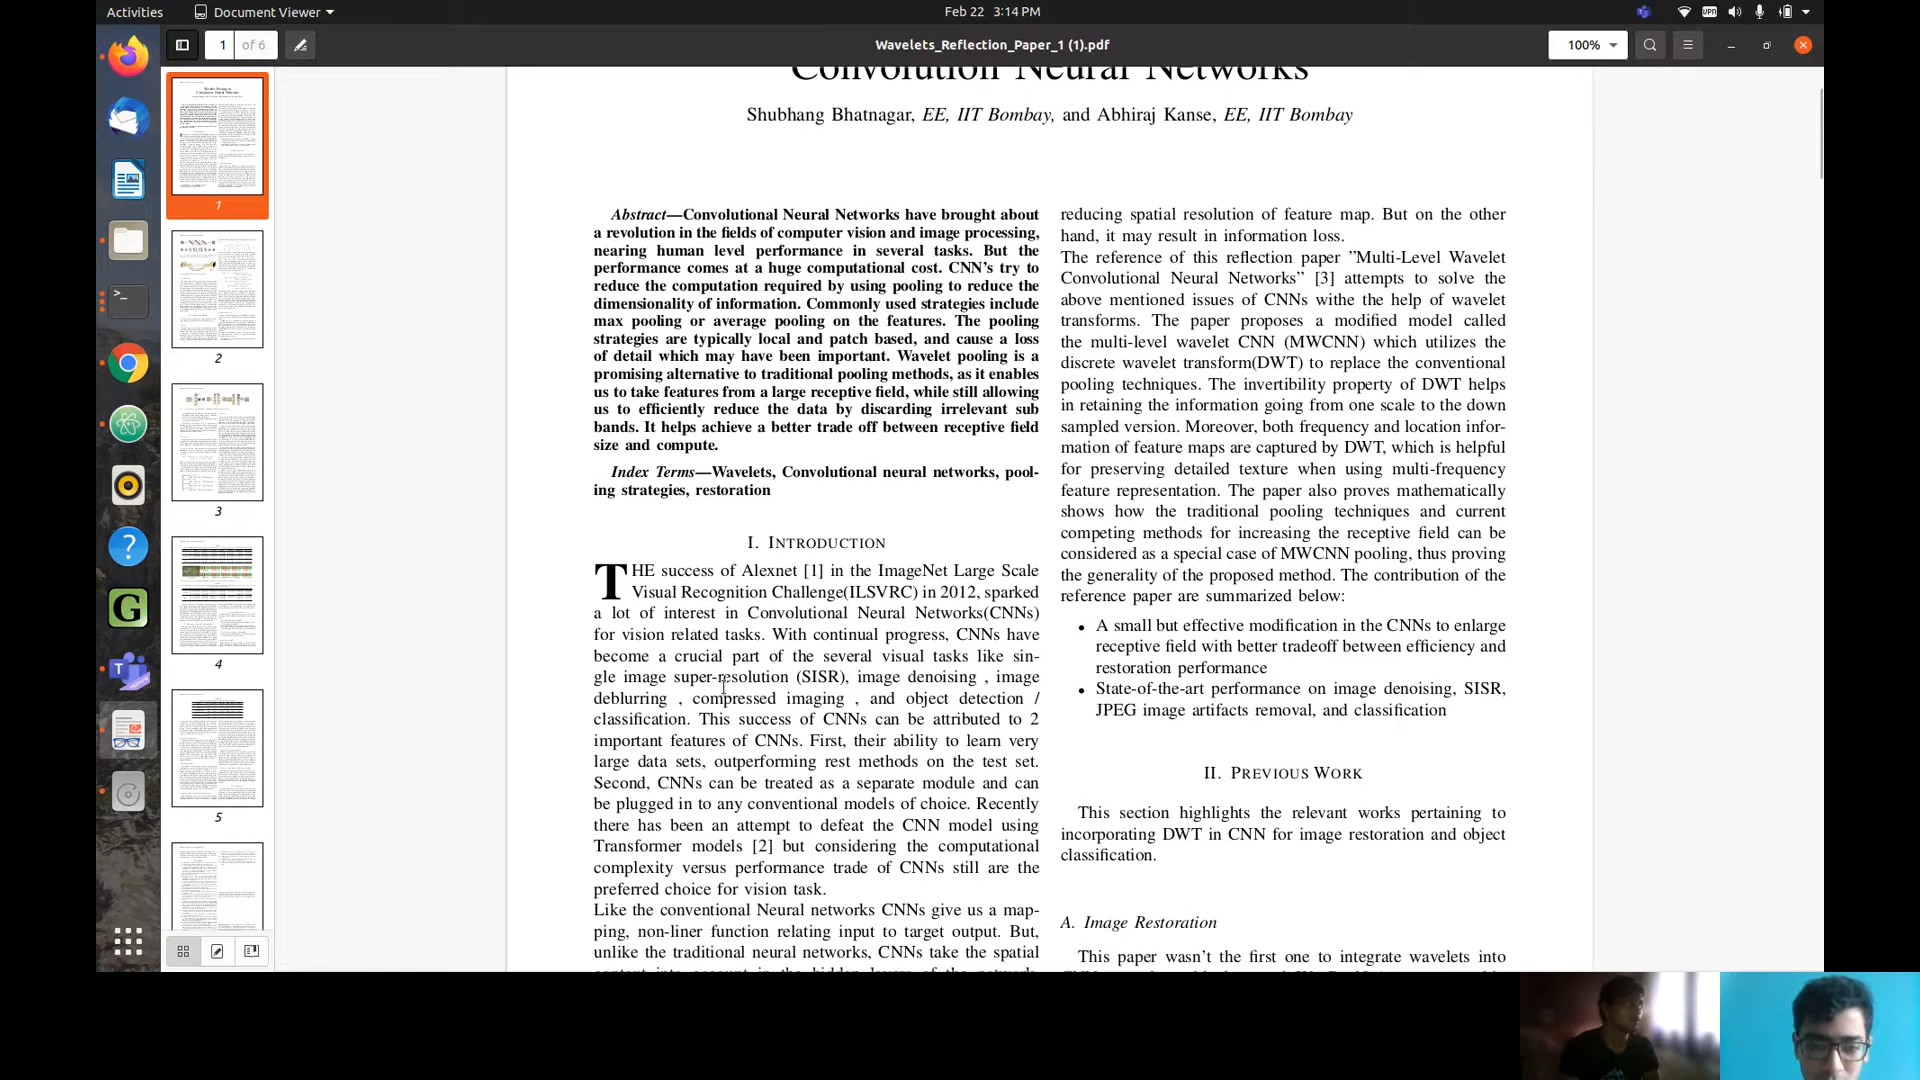 Activities
Document Viewer
Feb 22 3:14 PM
1 of 6
Wavelets_Reflection_Paper_1 (1).pdf
100%
Convolution Neural Networks
Shubhang Bhatnagar, EE, IIT Bombay, and Abhiraj Kanse, EE, IIT Bombay
Abstract—Convolutional Neural Networks have brought about
a revolution in the fields of computer vision and image processing,
nearing human level performance in several tasks. But the
performance comes at a huge computational cost. CNN's try to
reduce the computation required by using pooling to reduce the
dimensionality of information. Commonly used strategies include
max pooling or average pooling on the features. The pooling
strategies are typically local and patch based, and cause a loss
of detail which may have been important. Wavelet pooling is a
promising alternative to traditional pooling methods, as it enables
us to take features from a large receptive field, while still allowing
us to efficiently reduce the data by discarding irrelevant sub
bands. It helps achieve a better trade off between receptive field
size and compute.
Index Terms—Wavelets, Convolutional neural networks, pool-
ing strategies, restoration
I. INTRODUCTION
THE success of Alexnet [1] in the ImageNet Large Scale
Visual Recognition Challenge(ILSVRC) in 2012, sparked
a lot of interest in Convolutional Neural Networks(CNNs)
for vision related tasks. With continual progress, CNNs have
become a crucial part of the several visual tasks like sin-
gle image super-resolution (SISR), image denoising , image
deblurring , compressed imaging , and object detection /
classification. This success of CNNs can be attributed to 2
important features of CNNs. First, their ability to learn very
large data sets, outperforming rest methods on the test set.
Second, CNNs can be treated as a separate module and can
be plugged in to any conventional models of choice. Recently
there has been an attempt to defeat the CNN model using
Transformer models [2] but considering the computational
complexity versus performance trade of CNNs still are the
preferred choice for vision task.
Like the conventional Neural networks CNNs give us a map-
ping, non-liner function relating input to target output. But,
unlike the traditional neural networks, CNNs take the spatial
reducing spatial resolution of feature map. But on the other
hand, it may result in information loss.
The reference of this reflection paper "Multi-Level Wavelet
Convolutional Neural Networks" [3] attempts to solve the
above mentioned issues of CNNs withe the help of wavelet
transforms. The paper proposes a modified model called
the multi-level wavelet CNN (MWCNN) which utilizes the
discrete wavelet transform(DWT) to replace the conventional
pooling techniques. The invertibility property of DWT helps
in retaining the information going from one scale to the down
sampled version. Moreover, both frequency and location infor-
mation of feature maps are captured by DWT, which is helpful
for preserving detailed texture when using multi-frequency
feature representation. The paper also proves mathematically
shows how the traditional pooling techniques and current
competing methods for increasing the receptive field can be
considered as a special case of MWCNN pooling, thus proving
the generality of the proposed method. The contribution of the
reference paper are summarized below:
• A small but effective modification in the CNNs to enlarge
receptive field with better tradeoff between efficiency and
restoration performance
• State-of-the-art performance on image denoising, SISR,
JPEG image artifacts removal, and classification
II. PREVIOUS WORK
This section highlights the relevant works pertaining to
incorporating DWT in CNN for image restoration and object
classification.
A. Image Restoration
This paper wasn't the first one to integrate wavelets into
1
2
3
4
5